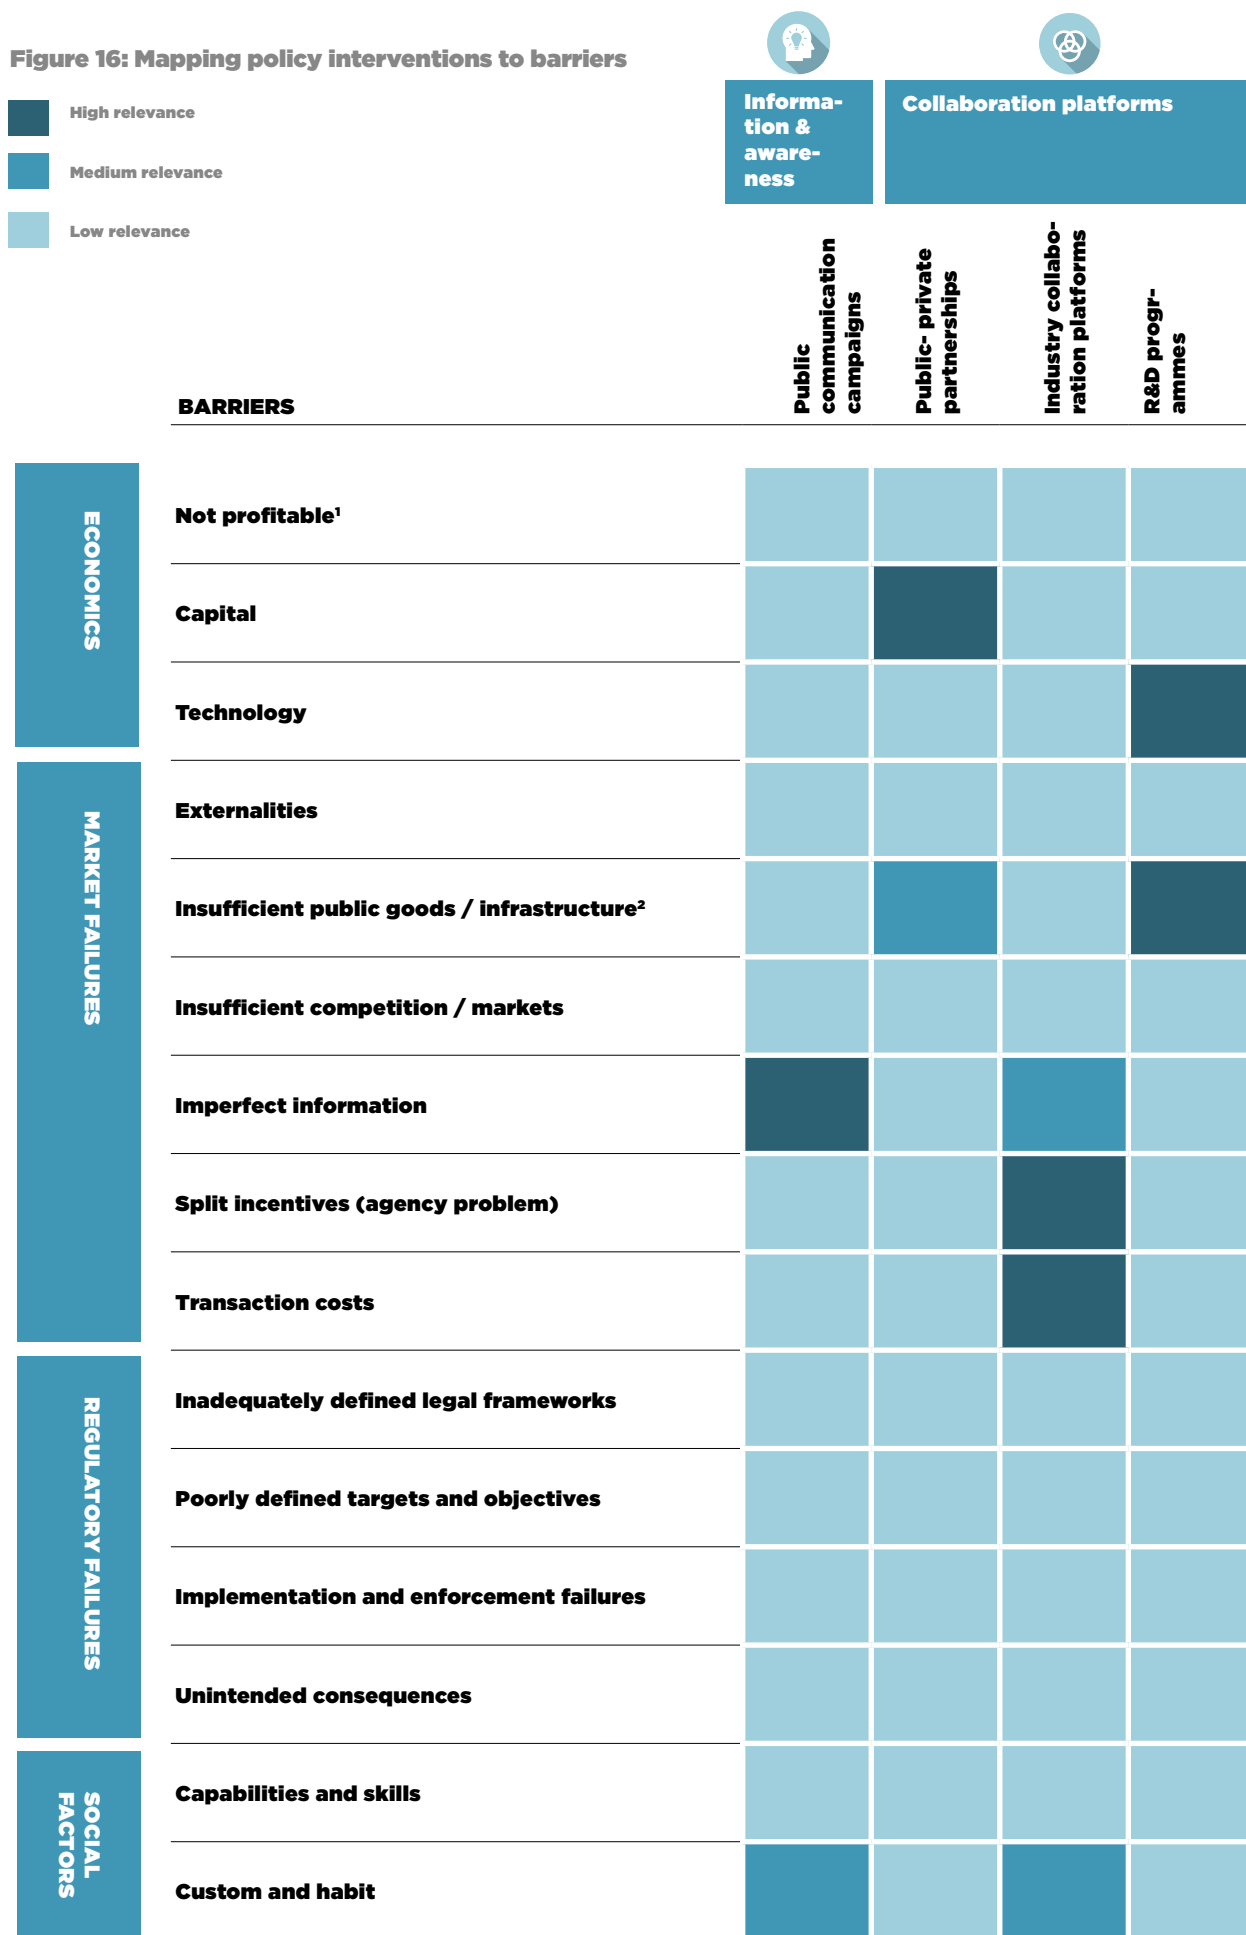 Figure 16: Mapping policy interventions to barriers
High relevance
Medium relevance
Low relevance
Informa-
tion &
aware-
ness
Collaboration platforms
BARRIERS
Public
communication
campaigns
Public- private
partnerships
Industry collabo-
ration platforms
R&D progr-
ammes
ECONOMICS
Not profitable¹
Capital
Technology
MARKET FAILURES
Externalities
Insufficient public goods / infrastructure²
Insufficient competition / markets
Imperfect information
Split incentives (agency problem)
Transaction costs
REGULATORY FAILURES
Inadequately defined legal frameworks
Poorly defined targets and objectives
Implementation and enforcement failures
Unintended consequences
SOCIAL
FACTORS
Capabilities and skills
Custom and habit